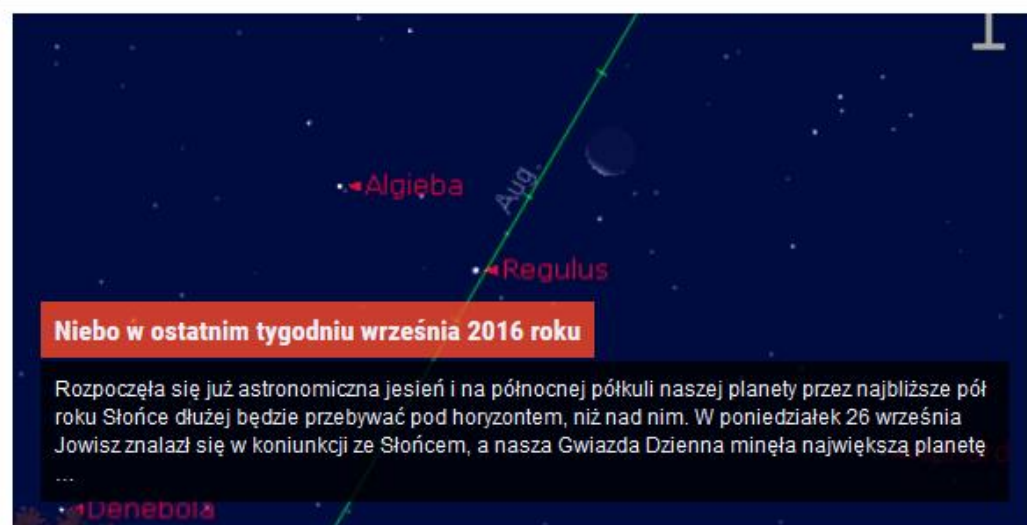 1
Algieba
Aug.
Regulus
Niebo w ostatnim tygodniu września 2016 roku
Rozpoczęła się już astronomiczna jesień i na północnej półkuli naszej planety przez najbliższe pół
roku Słońce dłużej będzie przebywać pod horyzontem, niż nad nim. W poniedziałek 26 września
Jowisz znalazł się w koniunkcji ze Słońcem, a nasza Gwiazda Dzienna minęła największą planetę
...
Denebola